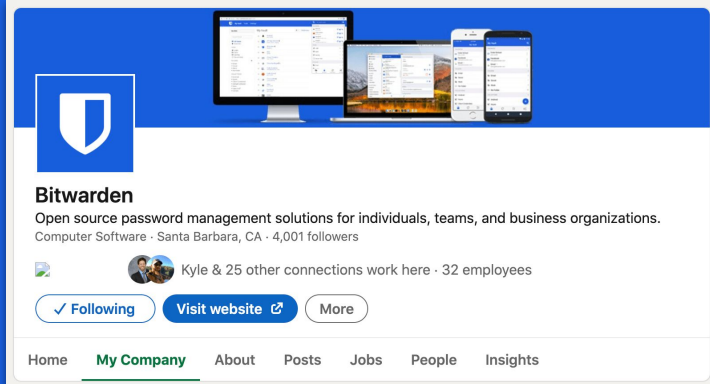 Bitwarden
Open source password management solutions for individuals, teams, and business organizations.
Computer Software · Santa Barbara, CA · 4,001 followers
Kyle & 25 other connections work here · 32 employees
✓ Following Visit website More
Home My Company About Posts Jobs People Insights